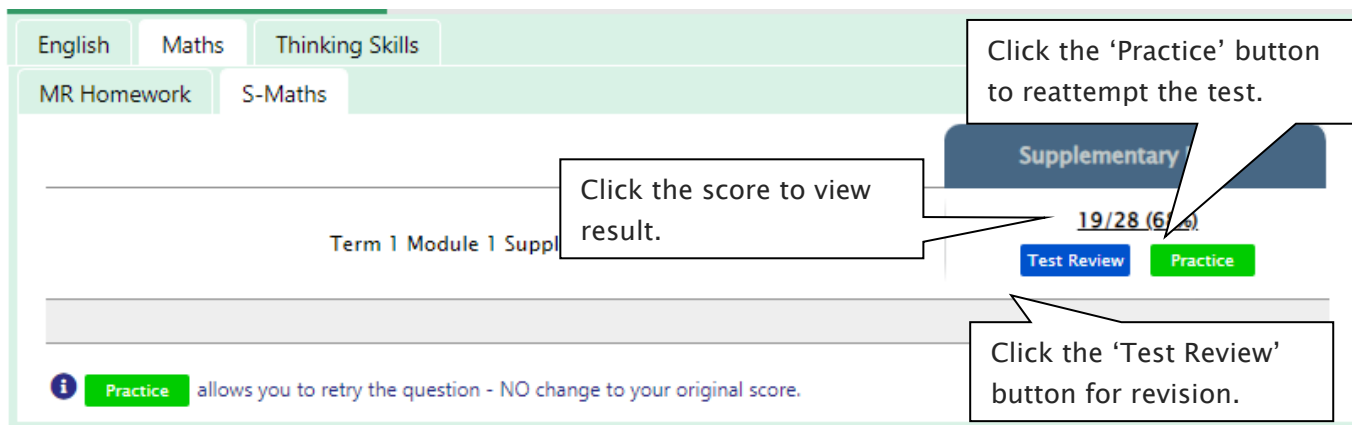 English Maths Thinking Skills
Click the ‘Practice’ button
to reattempt the test.
MR Homework S-Maths
Supplementary
Click the score to view
result.
19/28 (68%)
Term 1 Module 1
Test Review Practice
Click the ‘Test Review’
button for revision.
Practice allows you to retry the question - NO change to your original score.